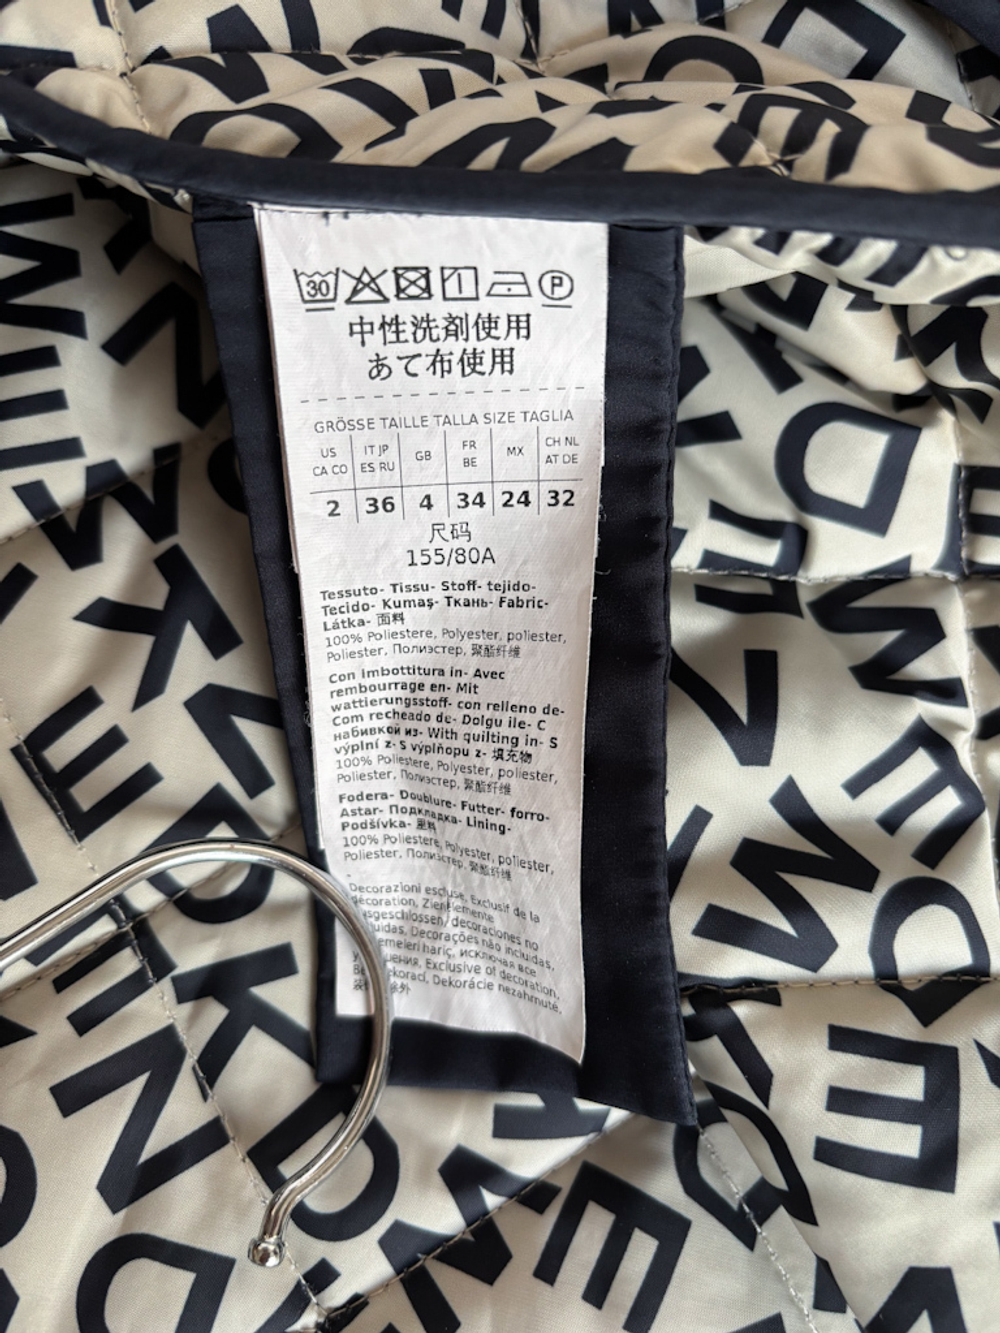 30 P
中性洗剤使用
あて布使用
GRÖSSE TAILLE TALLA SIZE TAGLIA
US CA CO IT JP ES RU GB FR BE MX CH NL AT DE
2 36 4 34 24 32
尺码
155/80A
Tessuto- Tissu- Stoff- tejido-
Tecido- Kumaş- Ткань- Fabric-
Látka- 面料
100% Poliestere, Polyester, poliester,
Poliester, Полиэстер, 聚酯纤维
Con imbottitura in- Avec
rembourrage en- Mit
wattierungsstoff- con relleno de-
Com recheado de- Dolgu ile- С
набивкой из- With quilting in- S
výplní z- S výplňopu z- 填充物
100% Poliestere, Polyester, poliester,
Poliester, Полиэстер, 聚酯纤维
Fodera- Doublure- Futter- forro-
Astar- Подкладка- Lining-
Podšívka- 里料
100% Poliestere, Polyester, poliester,
Poliester, Полиэстер, 聚酯纤维
Decorazioni escluse, Exclusif de la
décoration, Zierelemente
decoraciones no
Decorações não incluidas,
hariç, исключая все
Exclusive of decoration,
Dekorácie nezahrnuté,
除外